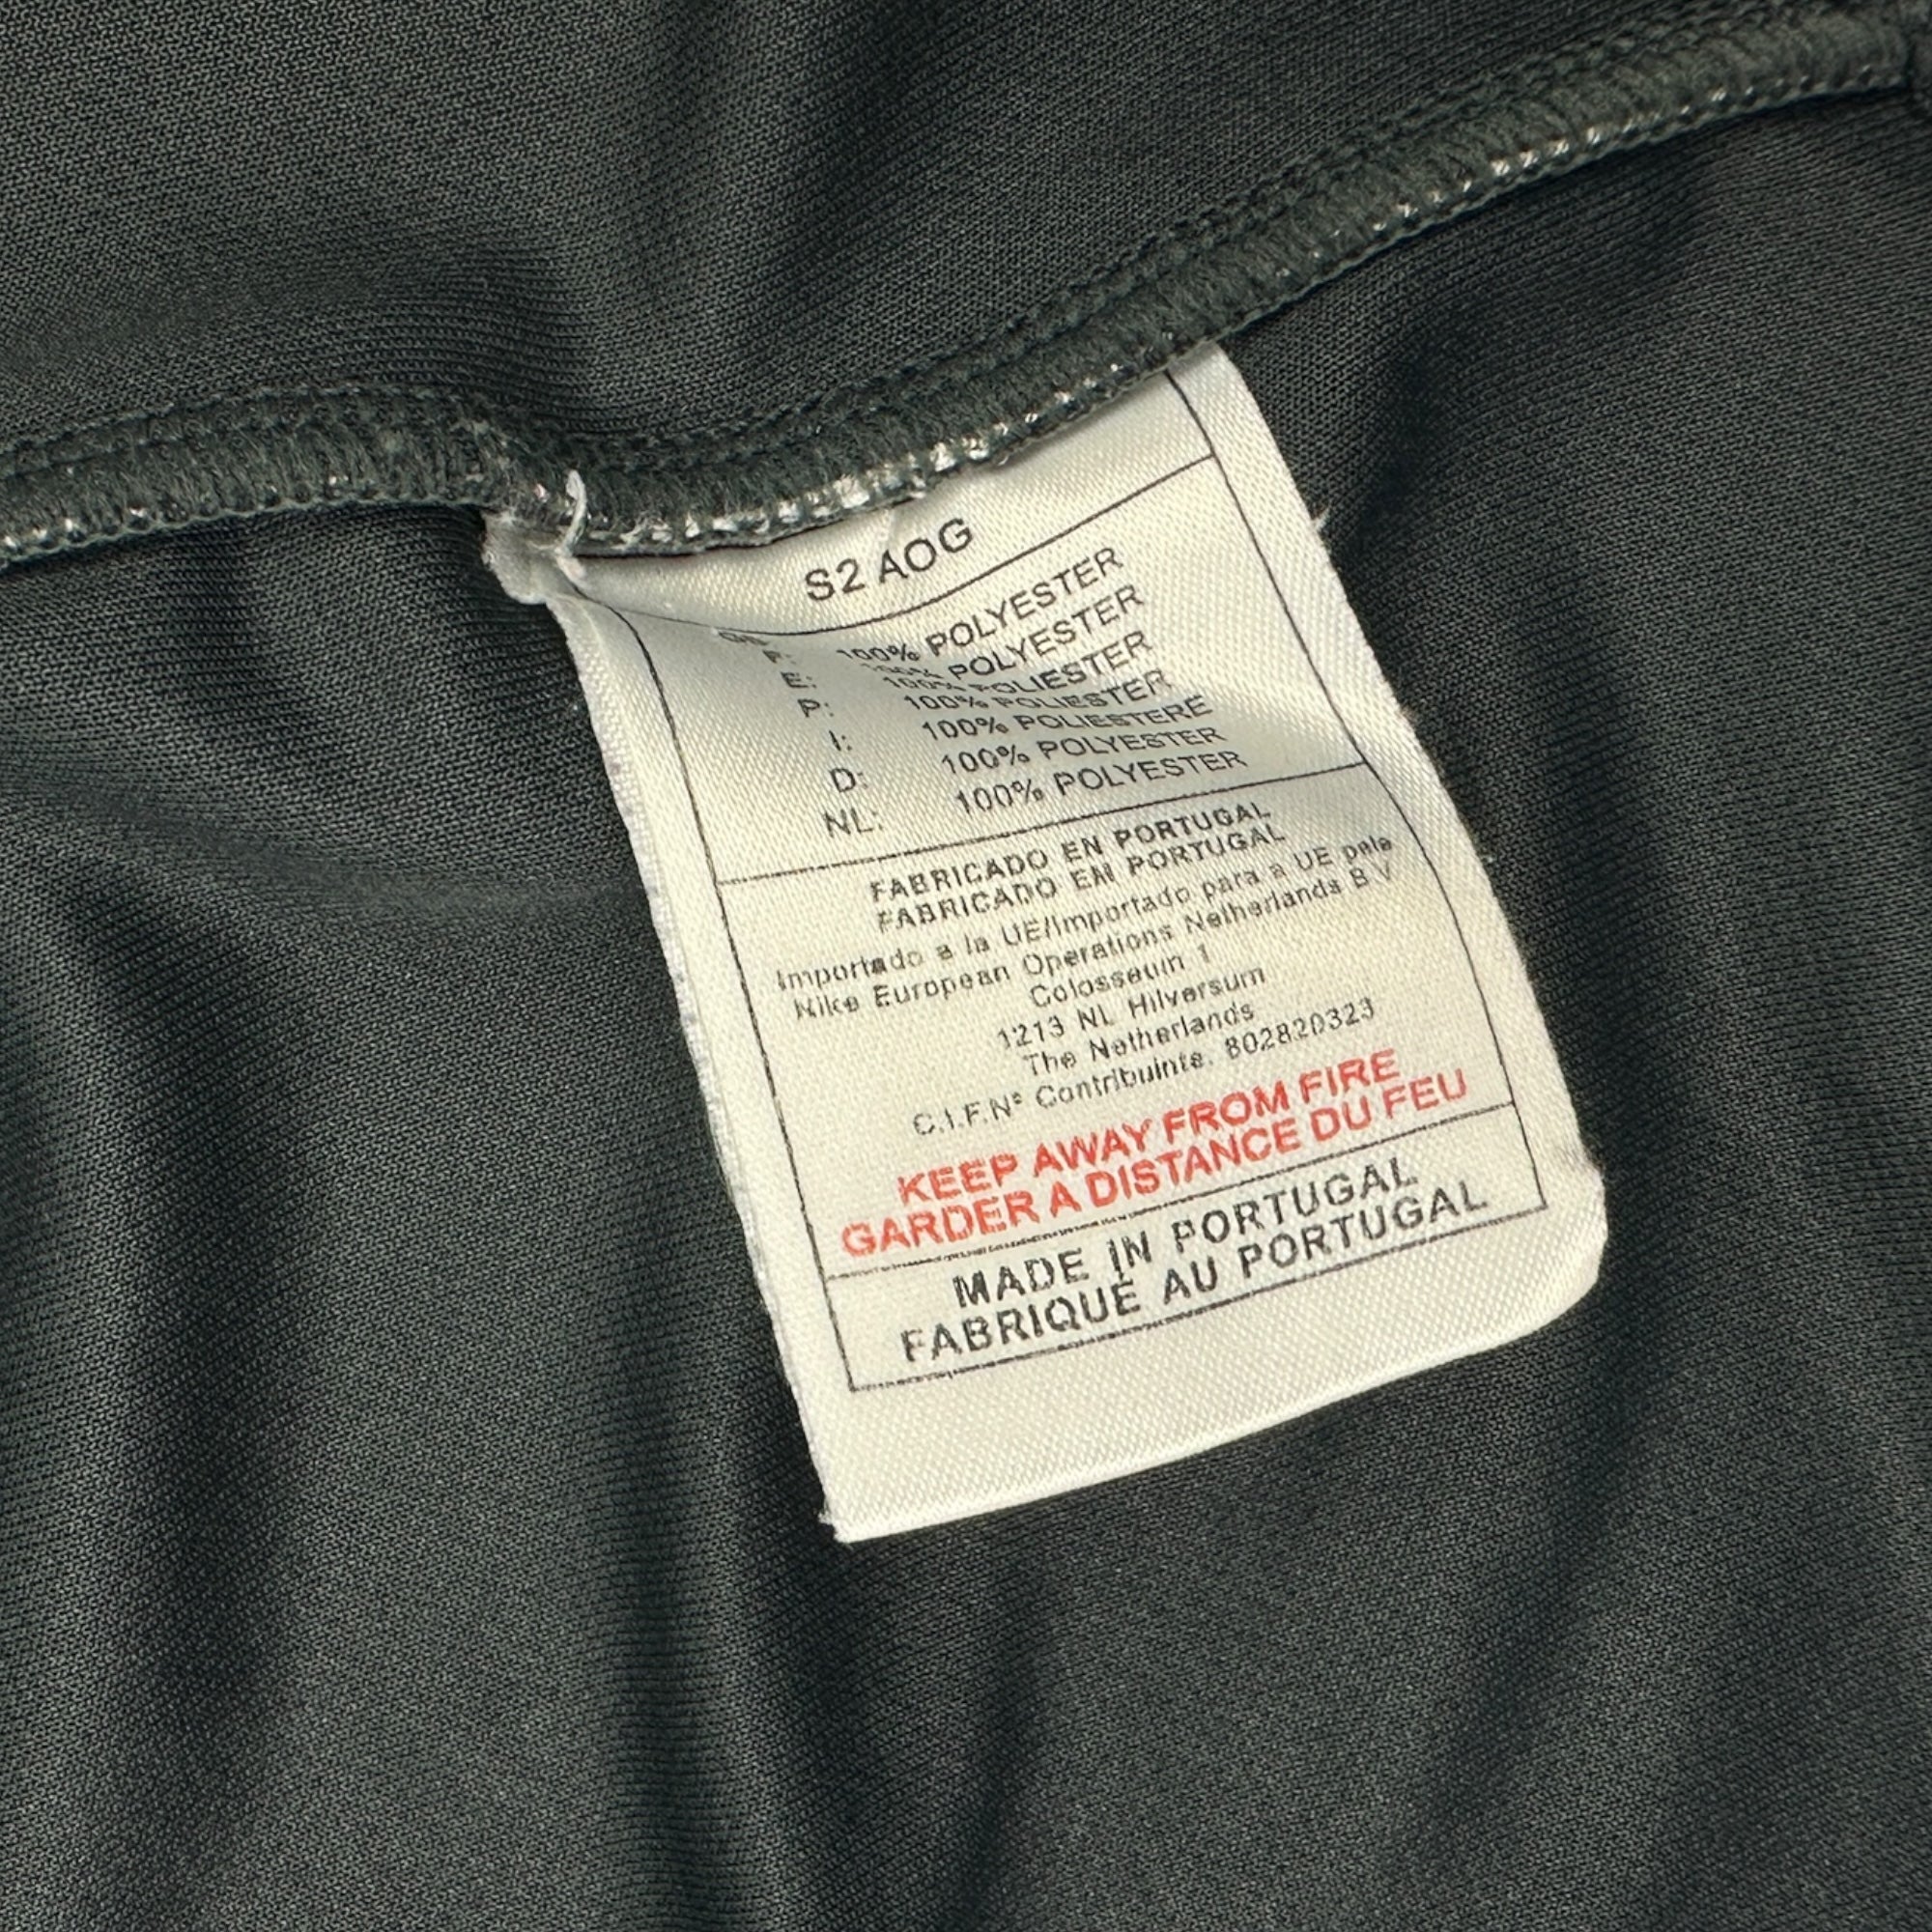 S2 AOG
GB: 100% POLYESTER
F: 100% POLYESTER
E: 100% POLIESTER
P: 100% POLIESTER
I: 100% POLIESTERE
D: 100% POLYESTER
NL: 100% POLYESTER
FABRICADO EN PORTUGAL
FABRICADO EM PORTUGAL
Importado a la UE/Importado para a UE pela
Nike European Operations Netherlands B V
Colosseum 1
1213 NL Hilversum
The Netherlands
C.I.F.Nº Contribuinte. 802820323
KEEP AWAY FROM FIRE
GARDER A DISTANCE DU FEU
MADE IN PORTUGAL
FABRIQUÉ AU PORTUGAL